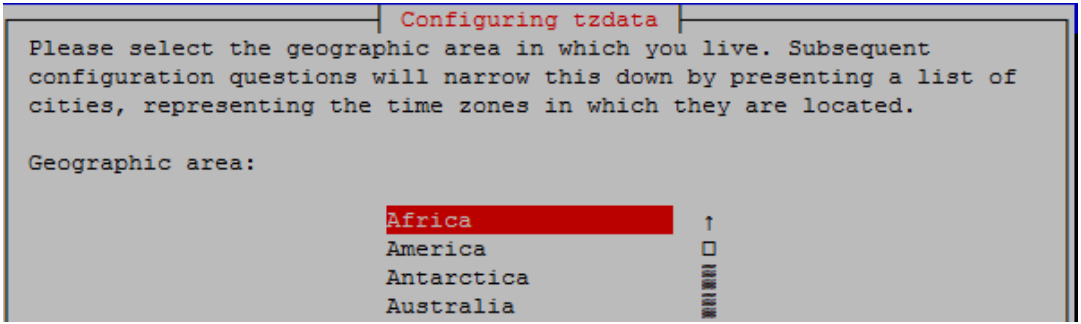 Configuring tzdata
Please select the geographic area in which you live. Subsequent
configuration questions will narrow this down by presenting a list of
cities, representing the time zones in which they are located.
Geographic area:
Africa
America
Antarctica
Australia